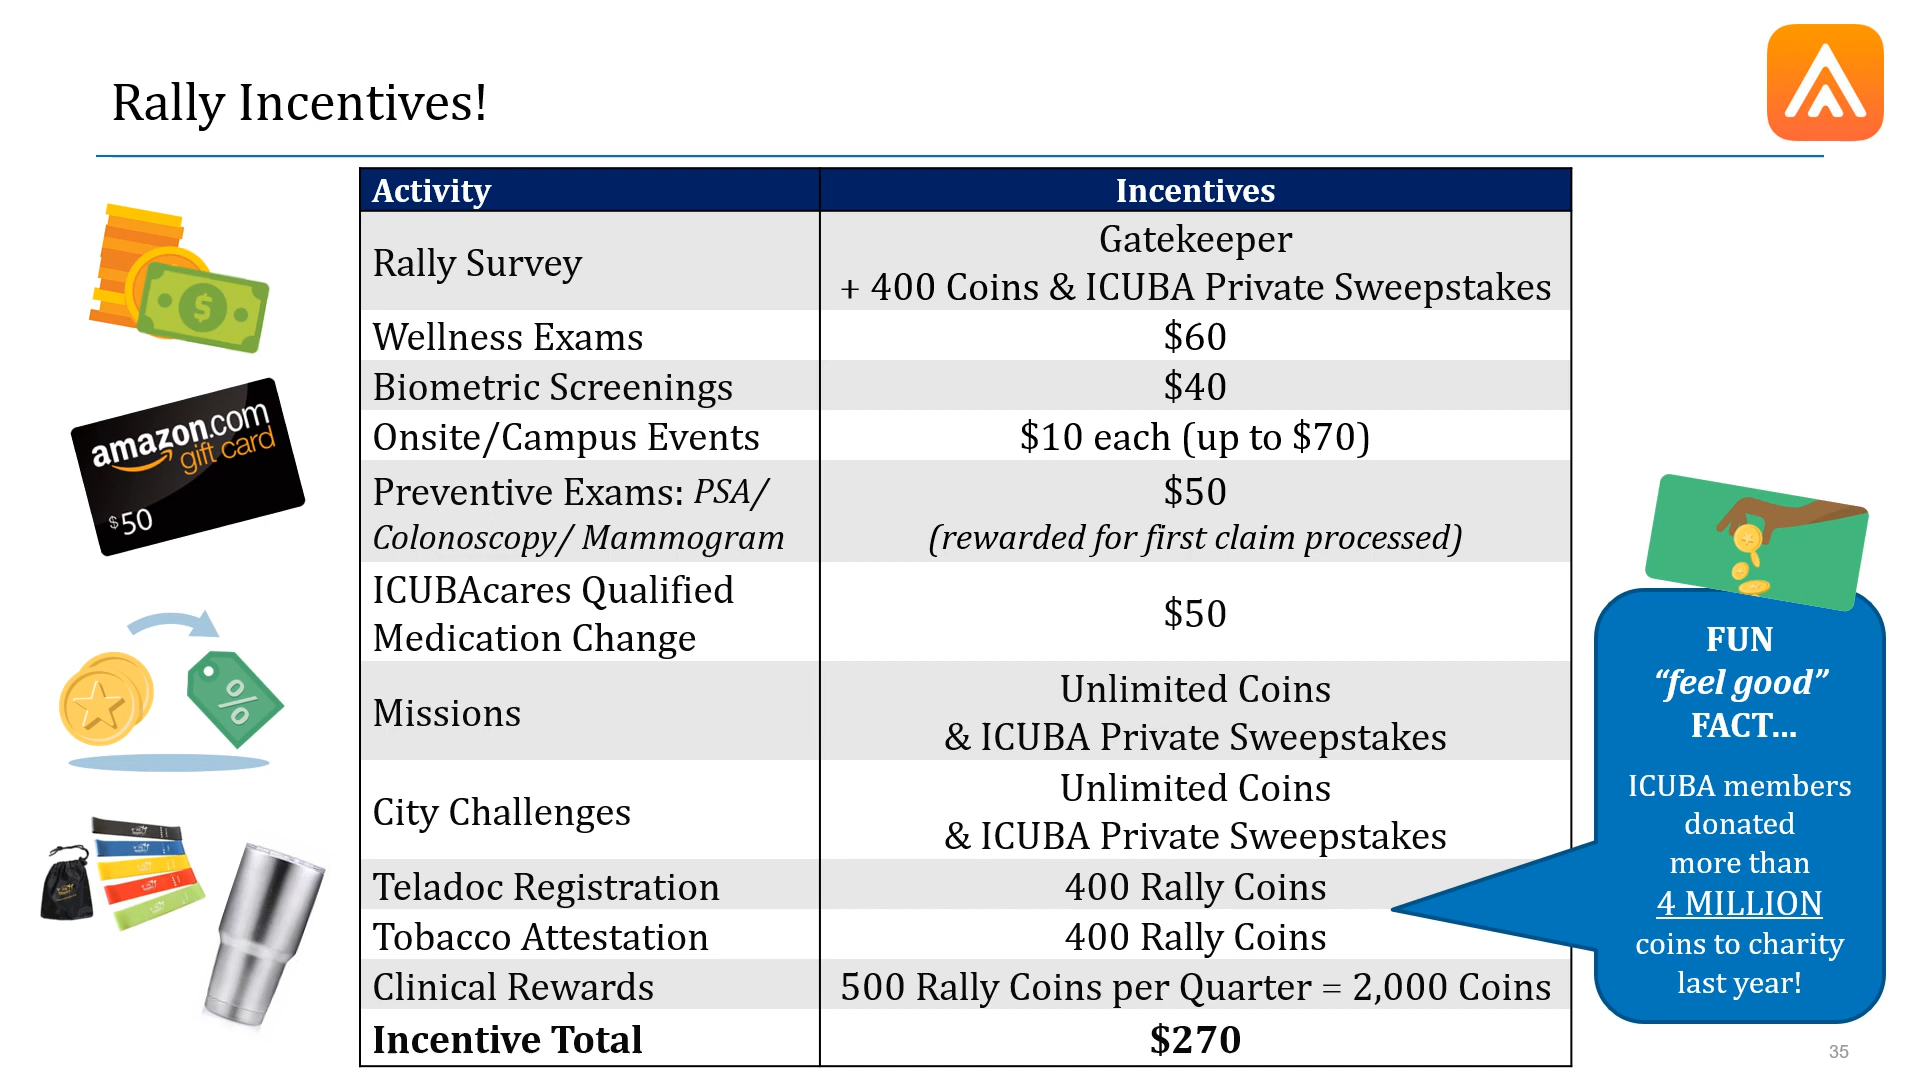 Rally Incentives!
Activity
Incentives
Rally Survey
Gatekeeper
+ 400 Coins & ICUBA Private Sweepstakes
Wellness Exams
$60
Biometric Screenings
$40
Onsite/Campus Events
$10 each (up to $70)
Preventive Exams: PSA/
Colonoscopy/ Mammogram
$50
(rewarded for first claim processed)
ICUBAcares Qualified
Medication Change
$50
Missions
Unlimited Coins
& ICUBA Private Sweepstakes
City Challenges
Unlimited Coins
& ICUBA Private Sweepstakes
Teladoc Registration
400 Rally Coins
Tobacco Attestation
400 Rally Coins
Clinical Rewards
500 Rally Coins per Quarter = 2,000 Coins
Incentive Total
$270
$
amazon.com
gift card
$50
%
FUN
“feel good”
FACT...
ICUBA members
donated
more than
4 MILLION
coins to charity
last year!
35